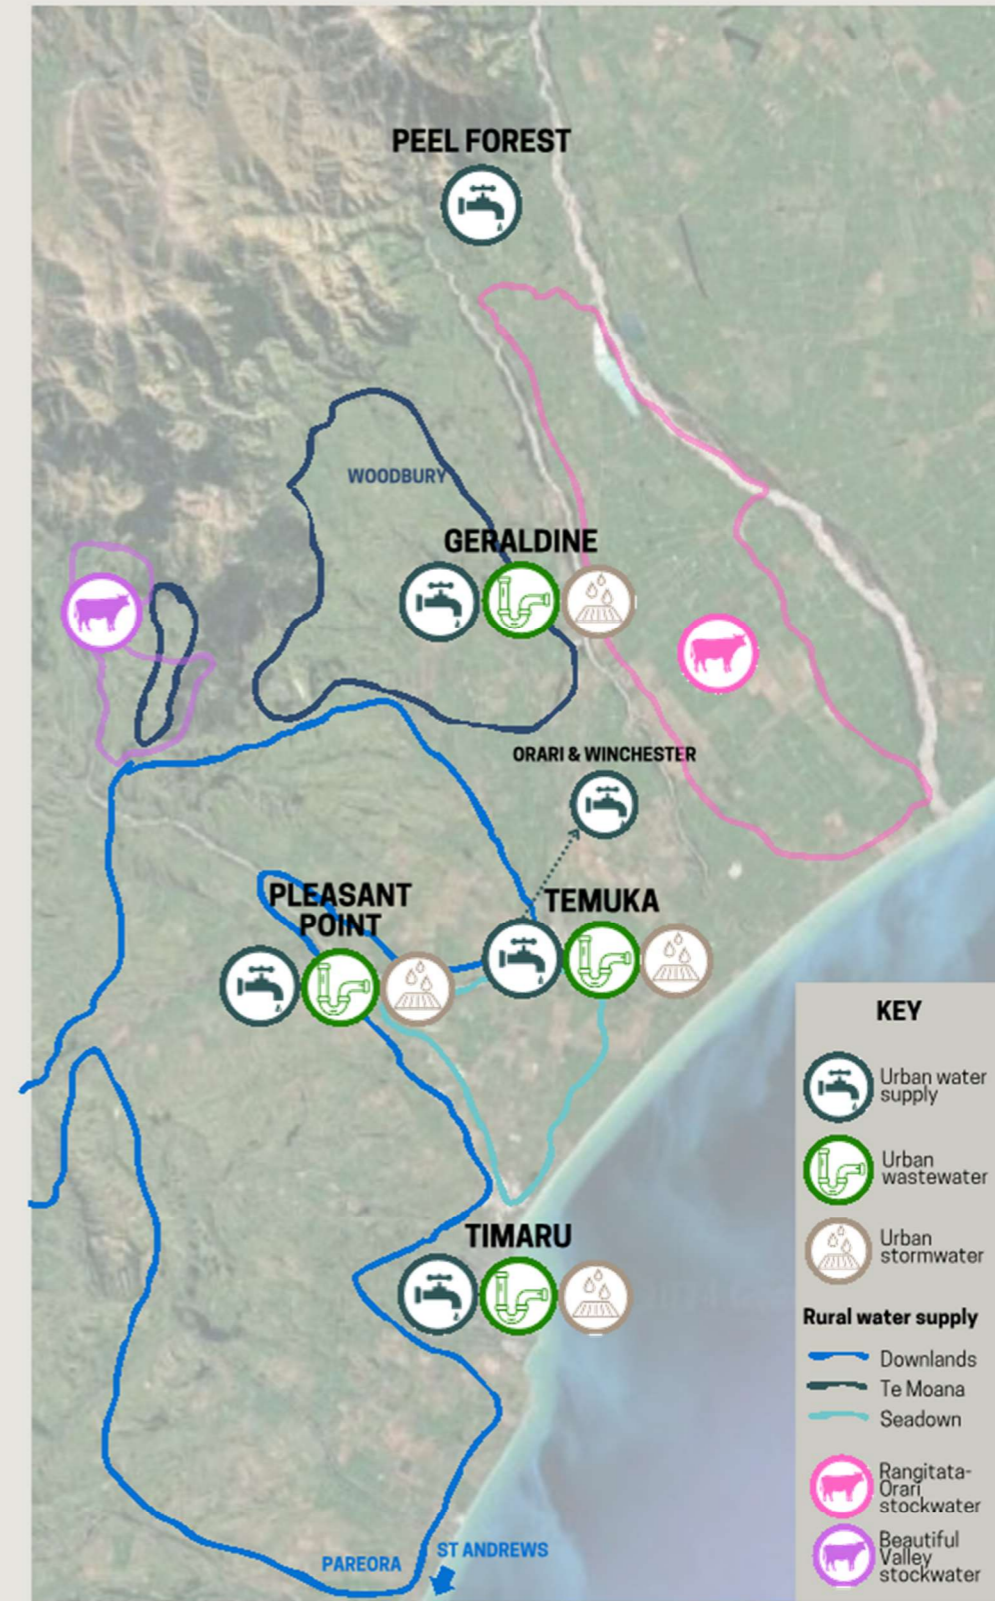 PEEL FOREST
WOODBURY
GERALDINE
ORARI & WINCHESTER
PLEASANT
POINT
TEMUKA
TIMARU
PAREORA
ST ANDREWS
KEY
Urban water
supply
Urban
wastewater
Urban
stormwater
Rural water supply
Downlands
Te Moana
Seadown
Rangitata-
Orari
stockwater
Beautiful
Valley
stockwater